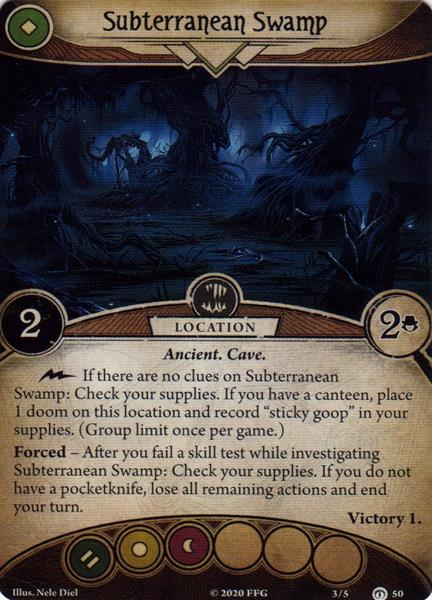 Subterranean Swamp
2
2
LOCATION
Ancient. Cave.
If there are no clues on Subterranean
Swamp: Check your supplies. If you have a canteen, place
1 doom on this location and record “sticky goop” in your
supplies. (Group limit once per game.)
Forced – After you fail a skill test while investigating
Subterranean Swamp: Check your supplies. If you do not
have a pocketknife, lose all remaining actions and end
your turn.
Victory 1.
Illus. Nele Diel
© 2020 FFG
3/5
50